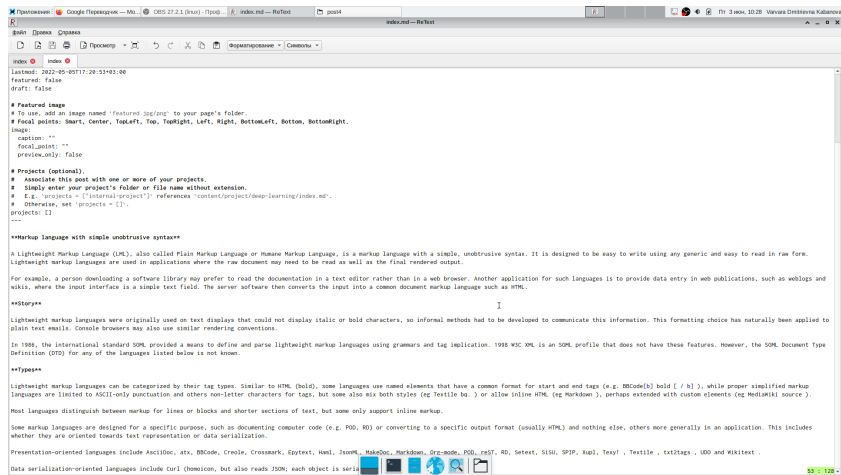 Приложения
Google Переводчик — Mo...
OBS 27.2.1 (linux) - Проф...
index.md — ReText
post4
Пт 3 июн, 10:28 Varvara Dmitrievna Kabanova
index.md — ReText
Файл Правка Справка
Просмотр Форматирование Символы
index index
lastmod: 2022-05-05T17:20:53+03:00
featured: false
draft: false
# Featured image
# To use, add an image named `featured.jpg/png` to your page's folder.
# Focal points: Smart, Center, TopLeft, Top, TopRight, Left, Right, BottomLeft, Bottom, BottomRight.
image:
caption: ""
focal_point: ""
preview_only: false
# Projects (optional).
# Associate this post with one or more of your projects.
# Simply enter your project's folder or file name without extension.
# E.g. `projects = ["internal-project"]` references `content/project/deep-learning/index.md`.
# Otherwise, set `projects = []`.
projects: []
---
**Markup language with simple unobtrusive syntax**
A Lightweight Markup Language (LML), also called Plain Markup Language or Humane Markup Language, is a markup language with a simple, unobtrusive syntax. It is designed to be easy to write using any generic and easy to read in raw form.
Lightweight markup languages are used in applications where the raw document may need to be read as well as the final rendered output.
For example, a person downloading a software library may prefer to read the documentation in a text editor rather than in a web browser. Another application for such languages is to provide data entry in web publications, such as weblogs and
wikis, where the input interface is a simple text field. The server software then converts the input into a common document markup language such as HTML.
**Story**
Lightweight markup languages were originally used on text displays that could not display italic or bold characters, so informal methods had to be developed to communicate this information. This formatting choice has naturally been applied to
plain text emails. Console browsers may also use similar rendering conventions.
In 1986, the international standard SGML provided a means to define and parse lightweight markup languages using grammars and tag implication. 1998 W3C XML is an SGML profile that does not have these features. However, the SGML Document Type
Definition (DTD) for any of the languages listed below is not known.
**Types**
Lightweight markup languages can be categorized by their tag types. Similar to HTML (bold), some languages use named elements that have a common format for start and end tags (e.g. BBCode[b] bold [ / b] ), while proper simplified markup
languages are limited to ASCII-only punctuation and others non-letter characters for tags, but some also mix both styles (eg Textile bq. ) or allow inline HTML (eg Markdown ), perhaps extended with custom elements (eg MediaWiki source ).
Most languages distinguish between markup for lines or blocks and shorter sections of text, but some only support inline markup.
Some markup languages are designed for a specific purpose, such as documenting computer code (e.g. POD, RD) or converting to a specific output format (usually HTML) and nothing else, others more generally in an application. This includes
whether they are oriented towards text representation or data serialization.
Presentation-oriented languages include AsciiDoc, atx, BBCode, Creole, Crossmark, Epytext, Haml, JsonML, MakeDoc, Markdown, Org-mode, POD, reST, RD, Setext, SiSU, SPIP, Xupl, Texy! , Textile , txt2tags , UDO and Wikitext .
Data serialization-oriented languages include Curl (homoicon, but also reads JSON; each object is seria
53 : 128